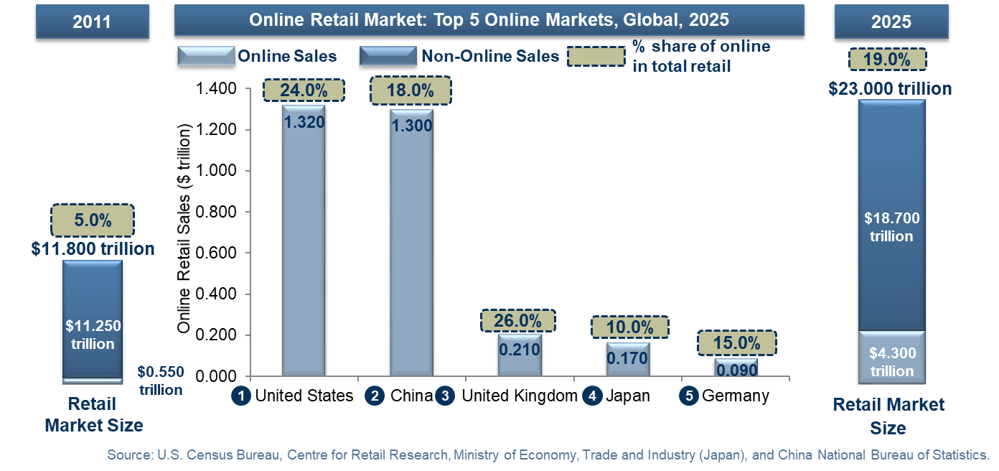 2011
Online Retail Market: Top 5 Online Markets, Global, 2025
2025
Online Sales
Non-Online Sales
% share of online
in total retail
19.0%
$23.000 trillion
$18.700
trillion
$4.300
trillion
Retail Market
Size
5.0%
$11.800 trillion
$11.250
trillion
$0.550
trillion
Retail
Market Size
Online Retail Sales ($ trillion)
1.400
1.200
1.000
0.800
0.600
0.400
0.200
0.000
24.0%
1.320
18.0%
1.300
26.0%
0.210
10.0%
0.170
15.0%
0.090
1 United States
2 China
3 United Kingdom
4 Japan
5 Germany
Source: U.S. Census Bureau, Centre for Retail Research, Ministry of Economy, Trade and Industry (Japan), and China National Bureau of Statistics.